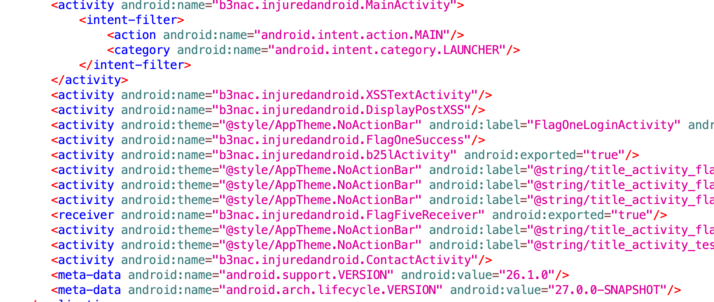 <activity android:name="b3nac.injuredandroid.MainActivity">
<intent-filter>
<action android:name="android.intent.action.MAIN"/>
<category android:name="android.intent.category.LAUNCHER"/>
</intent-filter>
</activity>
<activity android:name="b3nac.injuredandroid.XSSTextActivity"/>
<activity android:name="b3nac.injuredandroid.DisplayPostXSS"/>
<activity android:theme="@style/AppTheme.NoActionBar" android:label="FlagOneLoginActivity" andr
<activity android:name="b3nac.injuredandroid.FlagOneSuccess"/>
<activity android:name="b3nac.injuredandroid.b25lActivity" android:exported="true"/>
<activity android:theme="@style/AppTheme.NoActionBar" android:label="@string/title_activity_fla
<activity android:theme="@style/AppTheme.NoActionBar" android:label="@string/title_activity_fla
<activity android:theme="@style/AppTheme.NoActionBar" android:label="@string/title_activity_fla
<receiver android:name="b3nac.injuredandroid.FlagFiveReceiver" android:exported="true"/>
<activity android:theme="@style/AppTheme.NoActionBar" android:label="@string/title_activity_fla
<activity android:theme="@style/AppTheme.NoActionBar" android:label="@string/title_activity_tes
<activity android:name="b3nac.injuredandroid.ContactActivity"/>
<meta-data android:name="android.support.VERSION" android:value="26.1.0"/>
<meta-data android:name="android.arch.lifecycle.VERSION" android:value="27.0.0-SNAPSHOT"/>